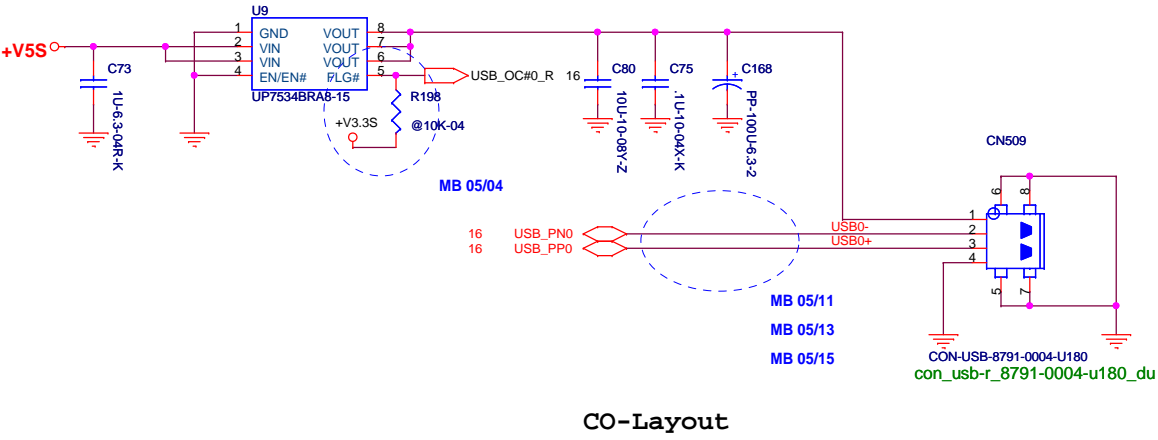 U9
+V5S
1
2
3
4
GND
VIN
VIN
EN/EN#
VOUT
VOUT
VOUT
FLG#
8
7
6
5
UP7534BRA8-15
C73
1U-6.3-04R-K
USB_OC#0_R 16
R198
@10K-04
+V3.3S
MB 05/04
C80
10U-10-08Y-Z
C75
.1U-10-04X-K
+
C168
PP-100U-6.3-2
CN509
6
8
1
2
3
4
5
7
16 USB_PN0
16 USB_PP0
USB0-
USB0+
MB 05/11
MB 05/13
MB 05/15
CON-USB-8791-0004-U180
con_usb-r_8791-0004-u180_du
CO-Layout